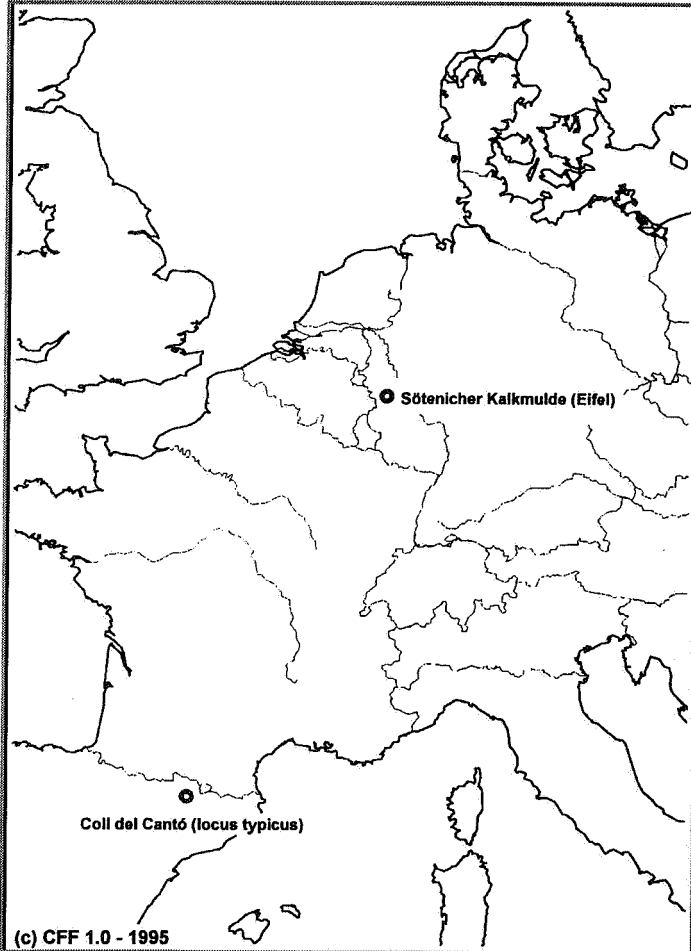 Sötenicher Kalkmulde (Eifel)
Coll del Cantó (locus typicus)
(c) CFF 1.0 - 1995